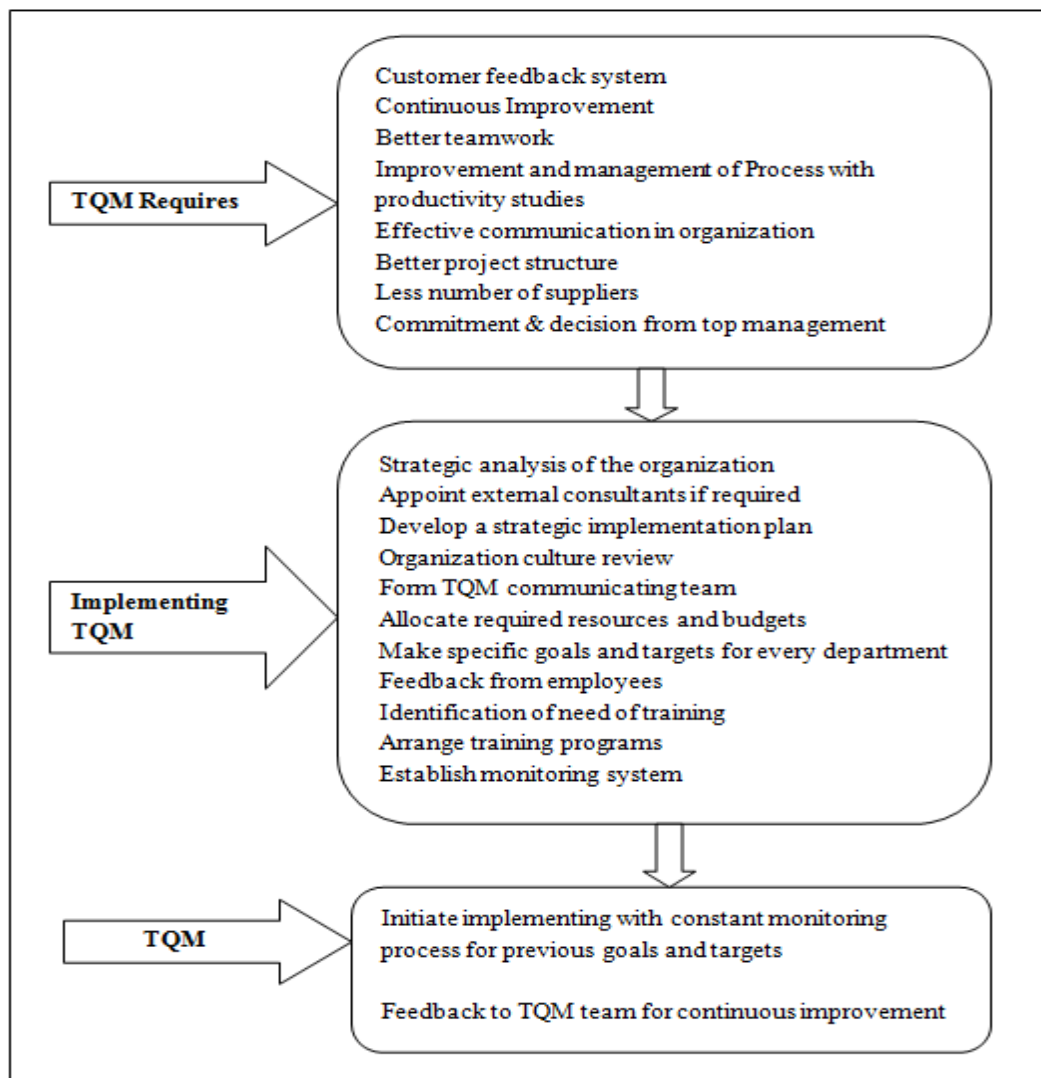 TQM Requires
Customer feedback system
Continuous Improvement
Better teamwork
Improvement and management of Process with
productivity studies
Effective communication in organization
Better project structure
Less number of suppliers
Commitment & decision from top management
Implementing
TQM
Strategic analysis of the organization
Appoint external consultants if required
Develop a strategic implementation plan
Organization culture review
Form TQM communicating team
Allocate required resources and budgets
Make specific goals and targets for every department
Feedback from employees
Identification of need of training
Arrange training programs
Establish monitoring system
TQM
Initiate implementing with constant monitoring
process for previous goals and targets
Feedback to TQM team for continuous improvement